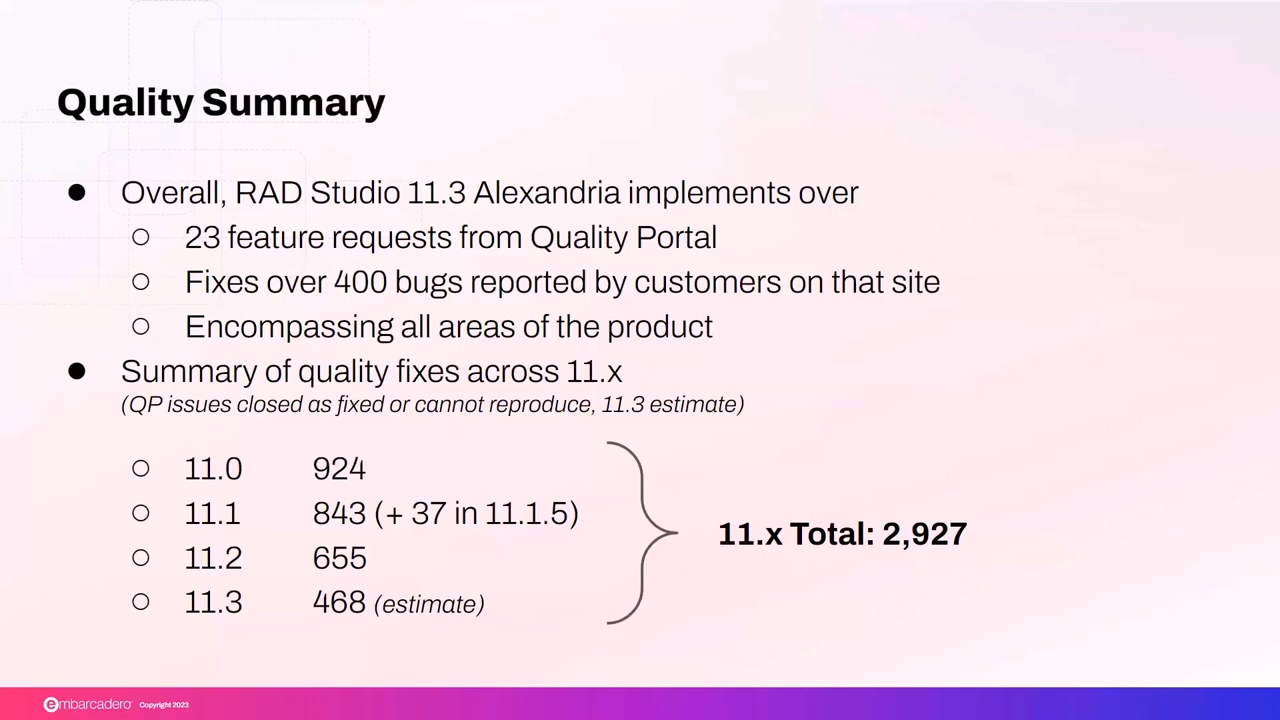 Quality Summary
● Overall, RAD Studio 11.3 Alexandria implements over
○ 23 feature requests from Quality Portal
○ Fixes over 400 bugs reported by customers on that site
○ Encompassing all areas of the product
● Summary of quality fixes across 11.x
(QP issues closed as fixed or cannot reproduce, 11.3 estimate)
○ 11.0 924
○ 11.1 843 (+ 37 in 11.1.5)
○ 11.2 655
○ 11.3 468 (estimate)
11.x Total: 2,927
embarcadero Copyright 2023